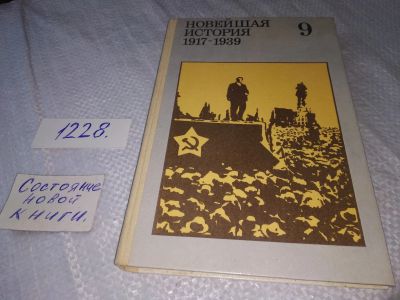 НОВЕЙШАЯ
ИСТОРИЯ
1917-1939
9
1228.
Состояние
новой
книги.